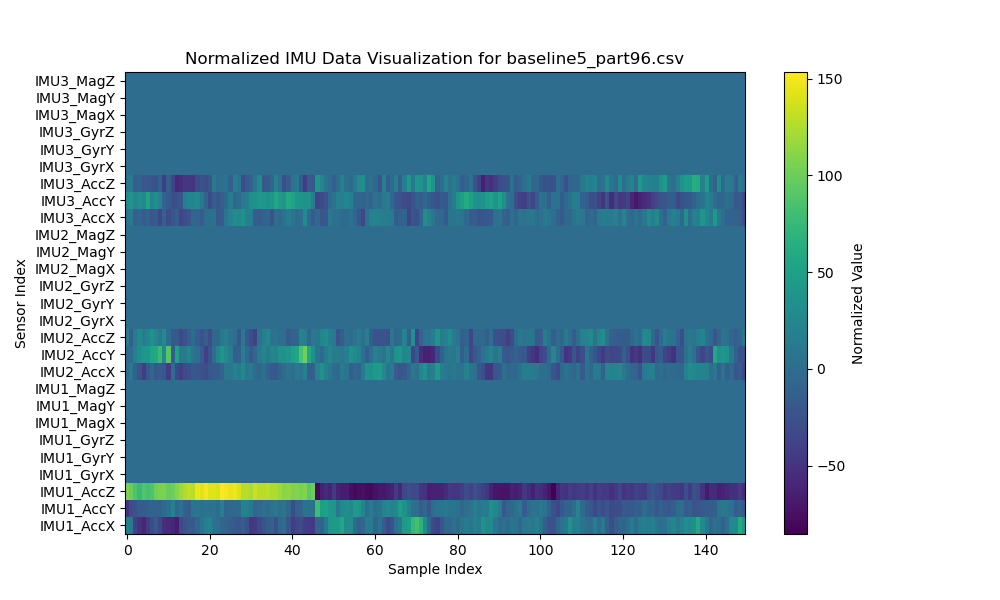 Normalized IMU Data Visualization for baseline5_part96.csv
IMU3_MagZ
IMU3_MagY
IMU3_MagX
IMU3_GyrZ
IMU3_GyrY
IMU3_GyrX
IMU3_AccZ
IMU3_AccY
IMU3_AccX
IMU2_MagZ
IMU2_MagY
IMU2_MagX
IMU2_GyrZ
IMU2_GyrY
IMU2_GyrX
IMU2_AccZ
IMU2_AccY
IMU2_AccX
IMU1_MagZ
IMU1_MagY
IMU1_MagX
IMU1_GyrZ
IMU1_GyrY
IMU1_GyrX
IMU1_AccZ
IMU1_AccY
IMU1_AccX
Sensor Index
0 20 40 60 80 100 120 140
Sample Index
150
100
50
0
−50
Normalized Value